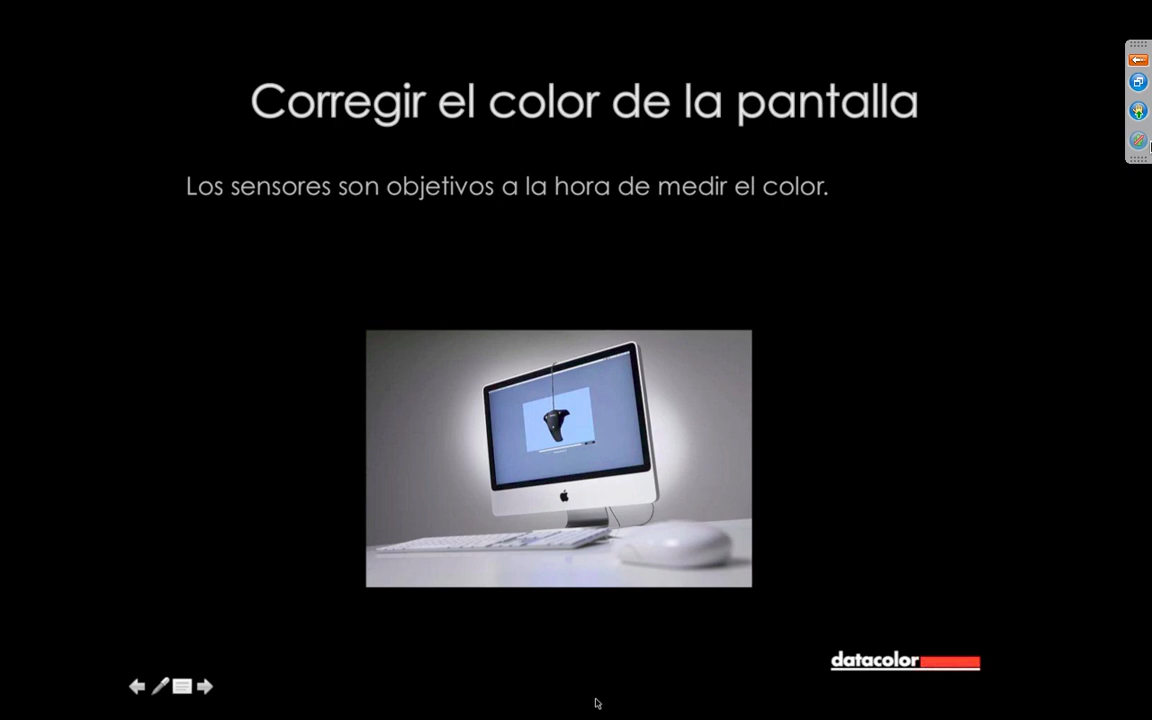 Corregir el color de la pantalla
Los sensores son objetivos a la hora de medir el color.
datacolor